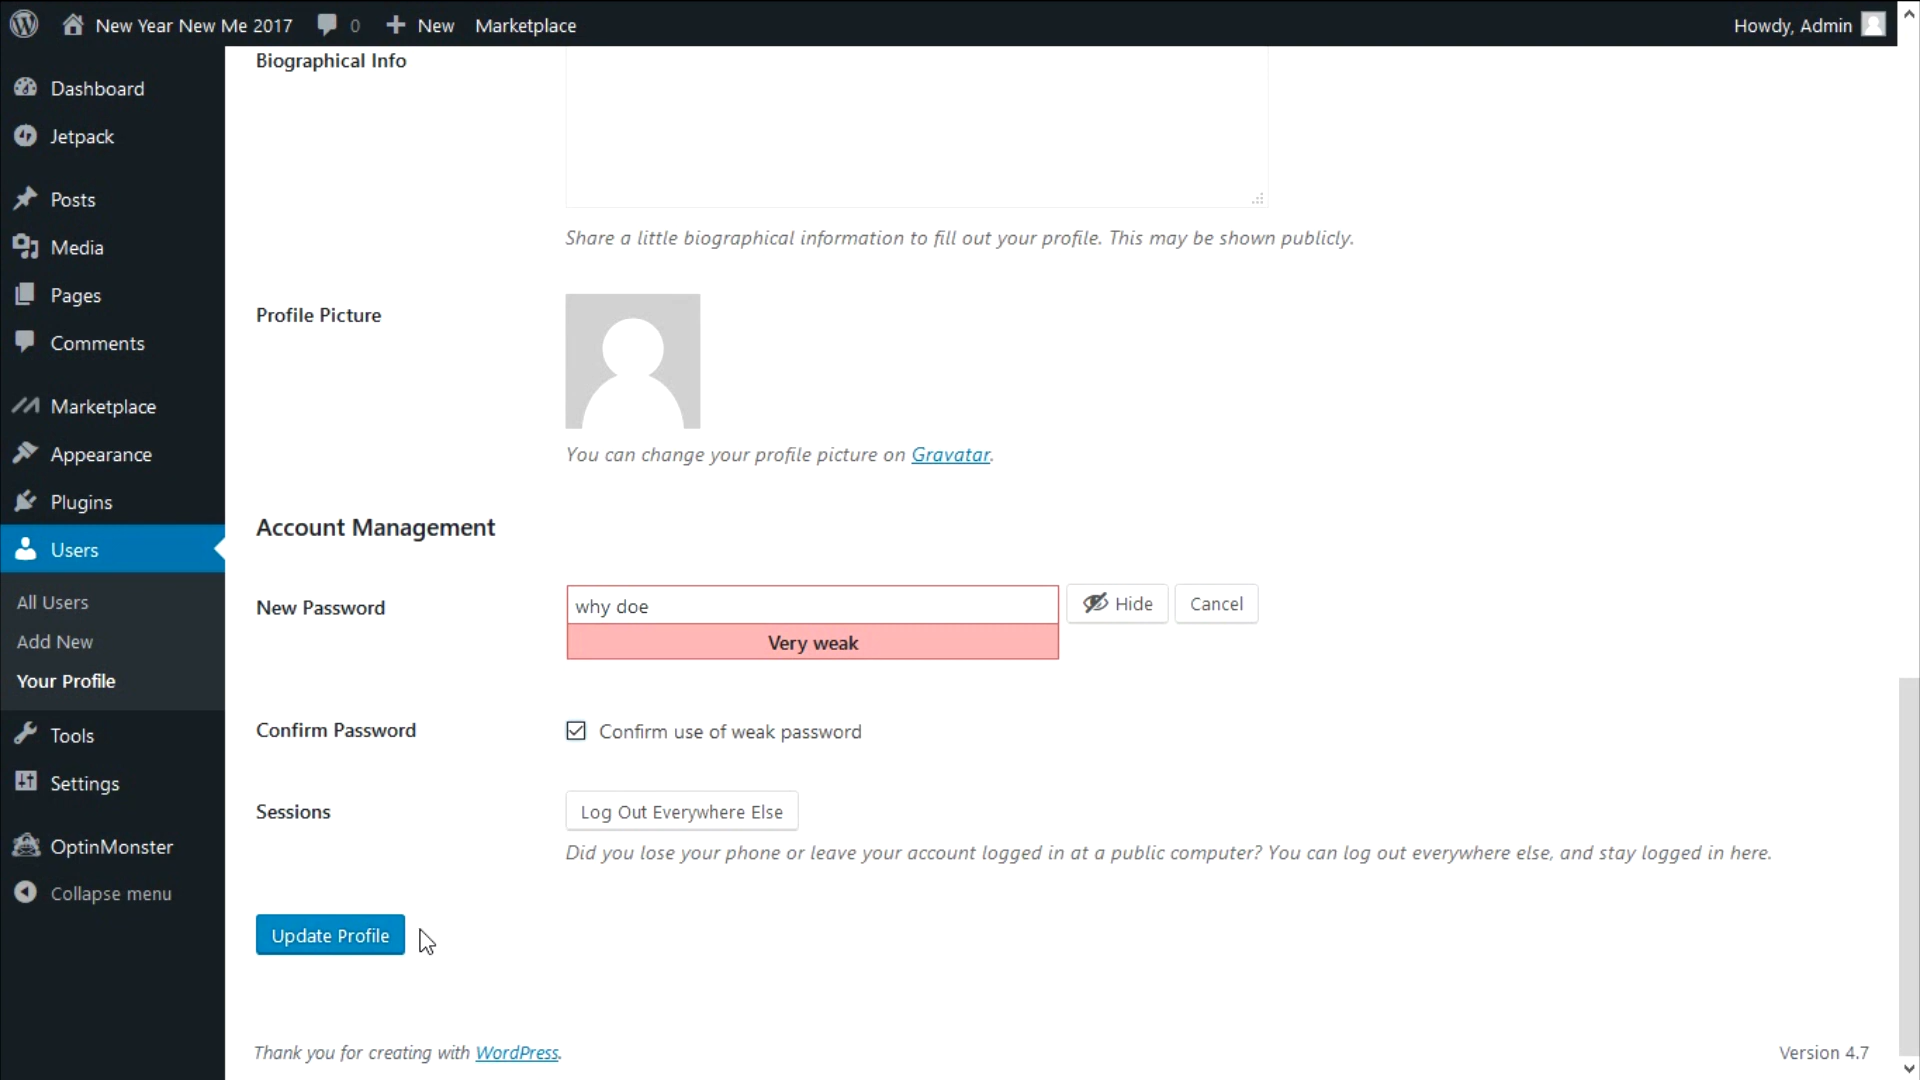 New Year New Me 2017 0 New Marketplace Howdy, Admin
Dashboard
Jetpack
Posts
Media
Pages
Comments
Marketplace
Appearance
Plugins
Users
All Users
Add New
Your Profile
Tools
Settings
OptinMonster
Collapse menu
Biographical Info
Share a little biographical information to fill out your profile. This may be shown publicly.
Profile Picture
You can change your profile picture on Gravatar.
Account Management
New Password why doe Hide Cancel
Very weak
Confirm Password Confirm use of weak password
Sessions Log Out Everywhere Else
Did you lose your phone or leave your account logged in at a public computer? You can log out everywhere else, and stay logged in here.
Update Profile
Thank you for creating with WordPress. Version 4.7